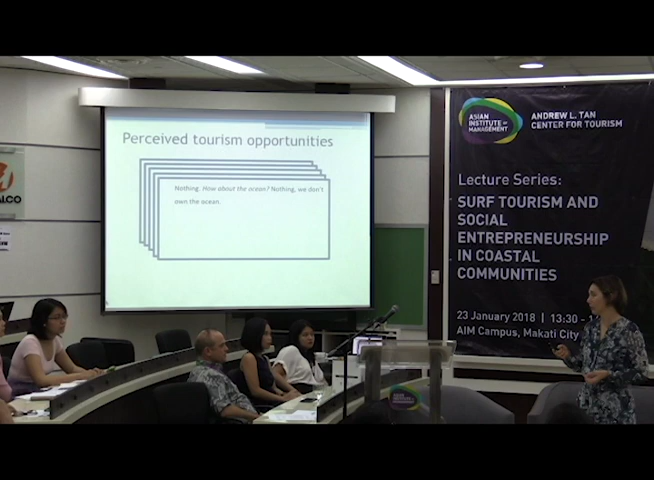 Perceived tourism opportunities
Nothing. How about the ocean? Nothing, we don't
own the ocean.
ALCO
ASIAN
INSTITUTE OF
MANAGEMENT
ANDREW L. TAN
CENTER FOR TOURISM
Lecture Series:
SURF TOURISM AND
SOCIAL
ENTREPRENEURSHIP
IN COASTAL
COMMUNITIES
23 January 2018 | 13:30 -
AIM Campus, Makati City